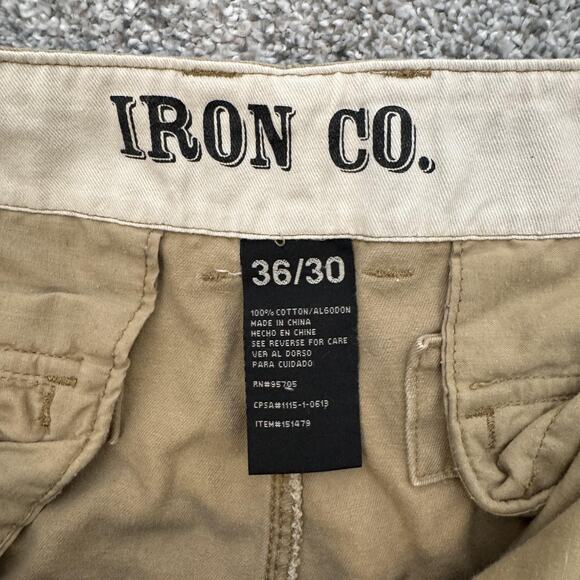 IRON CO.
36/30
100% COTTON/ALGODON
MADE IN CHINA
HECHO EN CHINE
SEE REVERSE FOR CARE
VER AL DORSO
PARA CUIDADO
RN#95705
CPSA#1115-1-0613
ITEM#151479